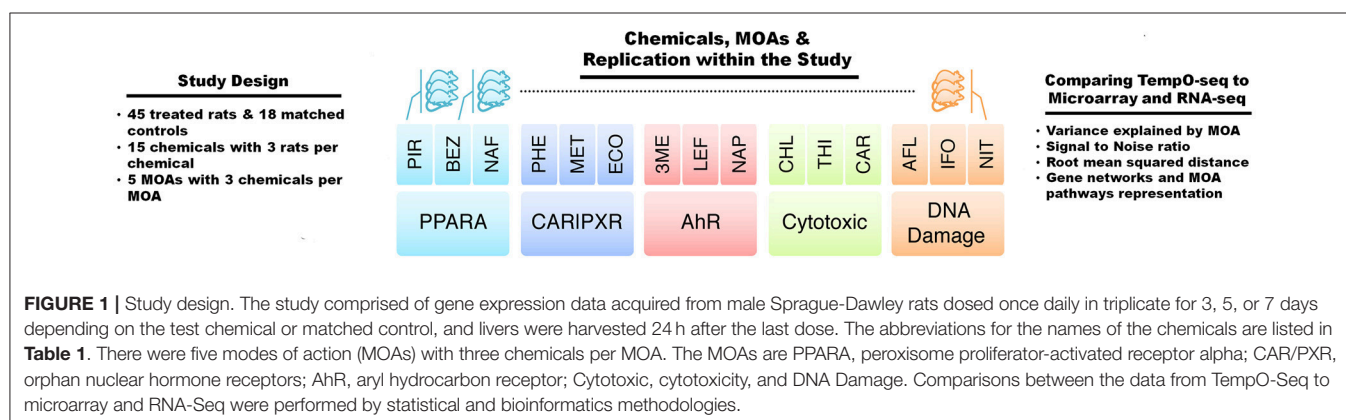 Chemicals, MOAs &
Replication within the Study
Study Design
• 45 treated rats & 18 matched
controls
• 15 chemicals with 3 rats per
chemical
• 5 MOAs with 3 chemicals per
MOA
PIR
BEZ
NAF
PHE
MET
ECO
3ME
LEF
NAP
CHL
THI
CAR
AFL
IFO
NIT
PPARA
CARIPXR
AhR
Cytotoxic
DNA
Damage
Comparing TempO-seq to
Microarray and RNA-seq
• Variance explained by MOA
• Signal to Noise ratio
• Root mean squared distance
• Gene networks and MOA
pathways representation
FIGURE 1 | Study design. The study comprised of gene expression data acquired from male Sprague-Dawley rats dosed once daily in triplicate for 3, 5, or 7 days
depending on the test chemical or matched control, and livers were harvested 24 h after the last dose. The abbreviations for the names of the chemicals are listed in
Table 1. There were five modes of action (MOAs) with three chemicals per MOA. The MOAs are PPARA, peroxisome proliferator-activated receptor alpha; CAR/PXR,
orphan nuclear hormone receptors; AhR, aryl hydrocarbon receptor; Cytotoxic, cytotoxicity, and DNA Damage. Comparisons between the data from TempO-Seq to
microarray and RNA-Seq were performed by statistical and bioinformatics methodologies.